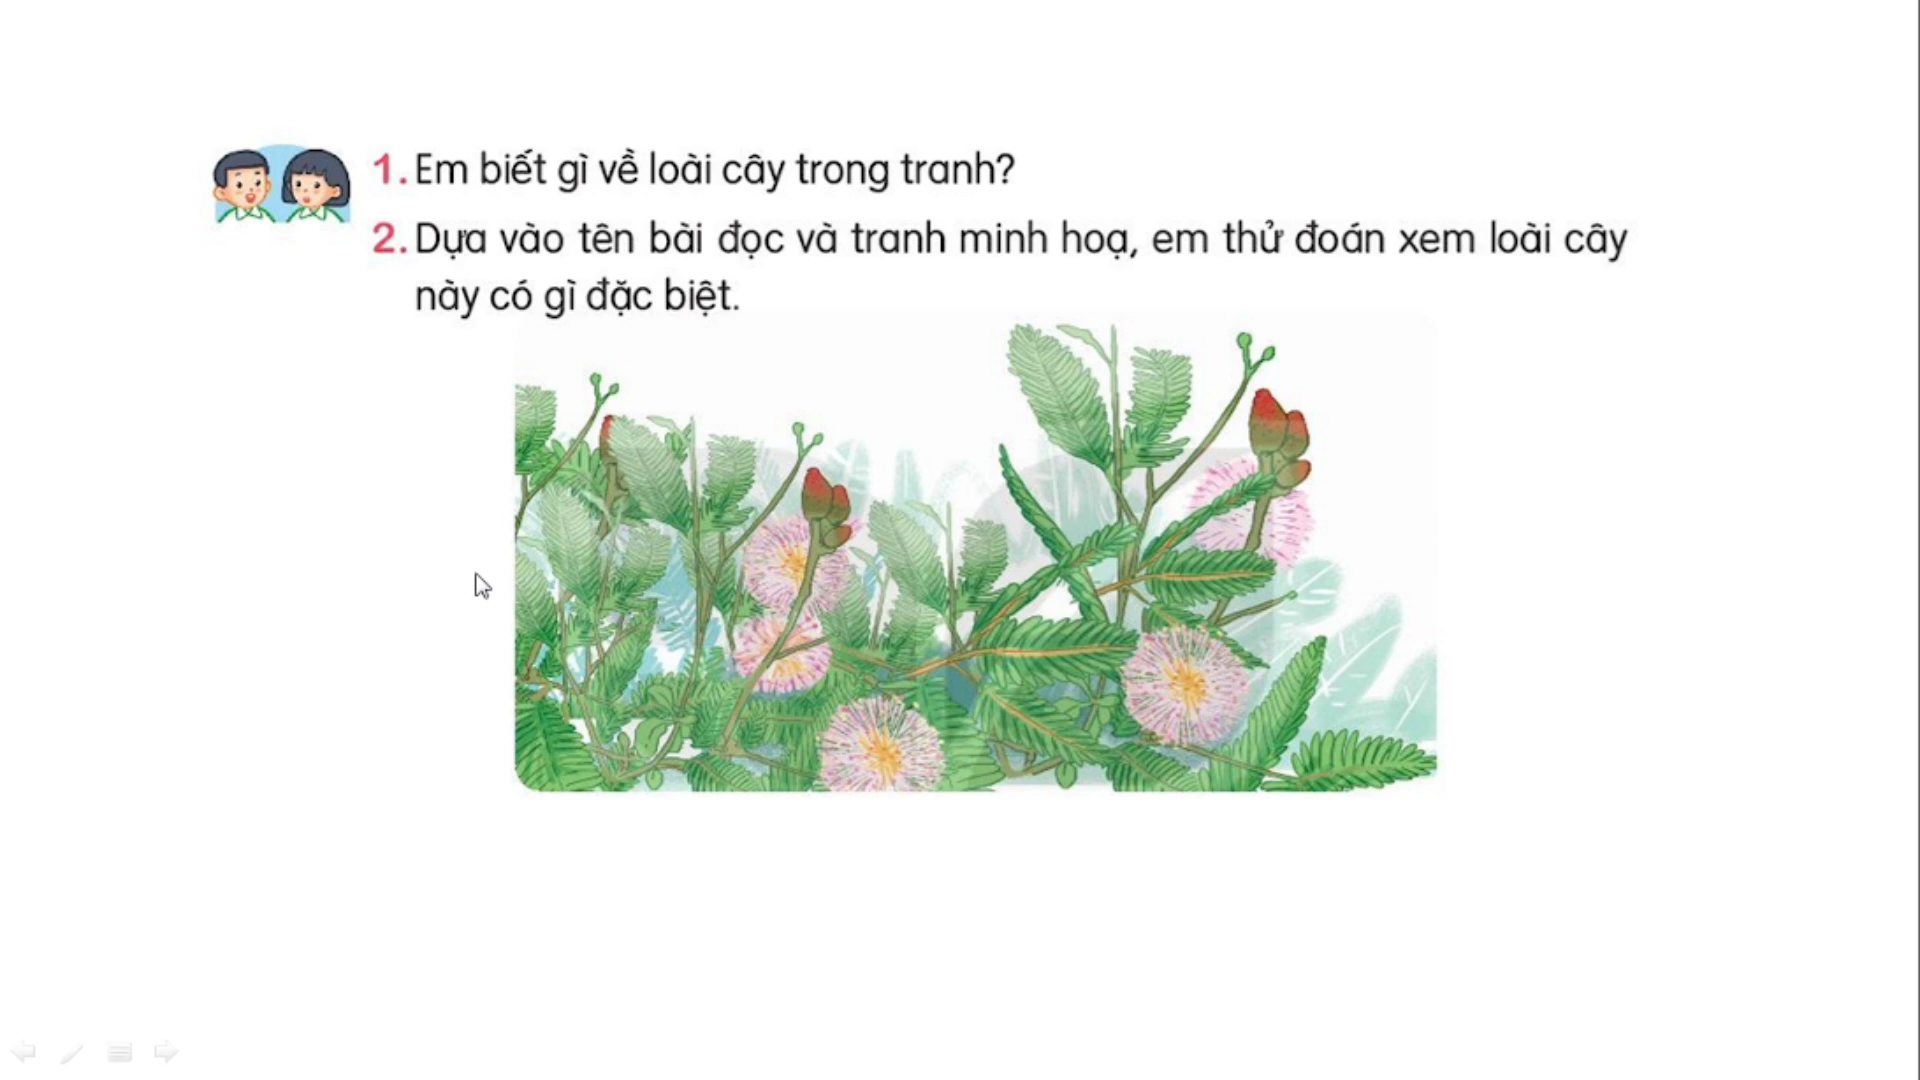 1. Em biết gì về loài cây trong tranh?
2. Dựa vào tên bài đọc và tranh minh hoạ, em thử đoán xem loài cây
này có gì đặc biệt.